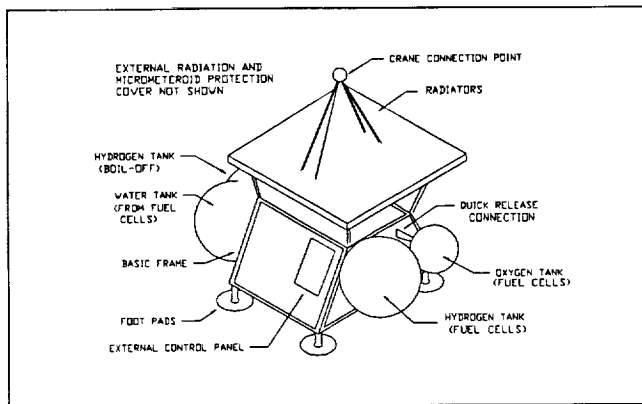 EXTERNAL RADIATION AND
MICROMETEROID PROTECTION
COVER NOT SHOWN
CRANE CONNECTION POINT
RADIATORS
HYDROGEN TANK
(BOIL-OFF)
WATER TANK
(FROM FUEL
CELLS)
BASIC FRAME
FOOT PADS
EXTERNAL CONTROL PANEL
QUICK RELEASE
CONNECTION
OXYGEN TANK
(FUEL CELLS)
HYDROGEN TANK
(FUEL CELLS)